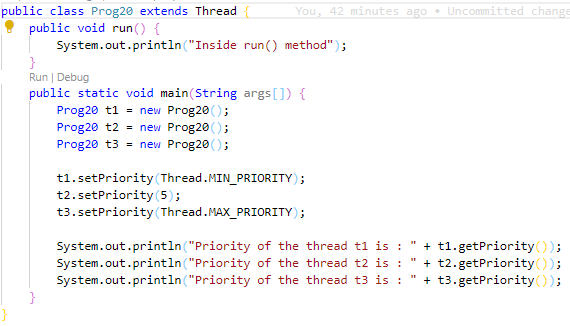 public class Prog20 extends Thread { You, 42 minutes ago • Uncommitted change
public void run() {
System.out.println("Inside run() method");
}
Run | Debug
public static void main(String args[]) {
Prog20 t1 = new Prog20();
Prog20 t2 = new Prog20();
Prog20 t3 = new Prog20();
t1.setPriority(Thread.MIN_PRIORITY);
t2.setPriority(5);
t3.setPriority(Thread.MAX_PRIORITY);
System.out.println("Priority of the thread t1 is : " + t1.getPriority());
System.out.println("Priority of the thread t2 is : " + t2.getPriority());
System.out.println("Priority of the thread t3 is : " + t3.getPriority());
}
}